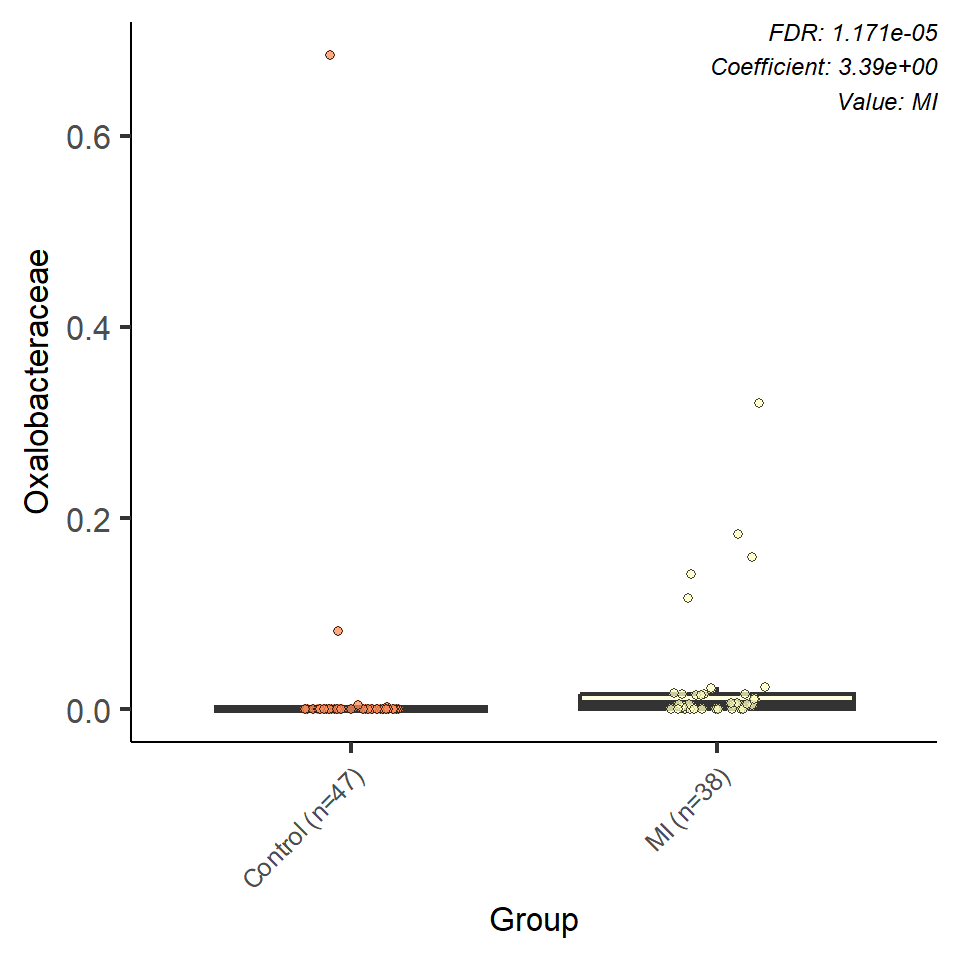 FDR: 1.171e-05
Coefficient: 3.39e+00
Value: MI
Oxalobacteraceae
0.6
0.4
0.2
0.0
Control (n=47)
MI (n=38)
Group